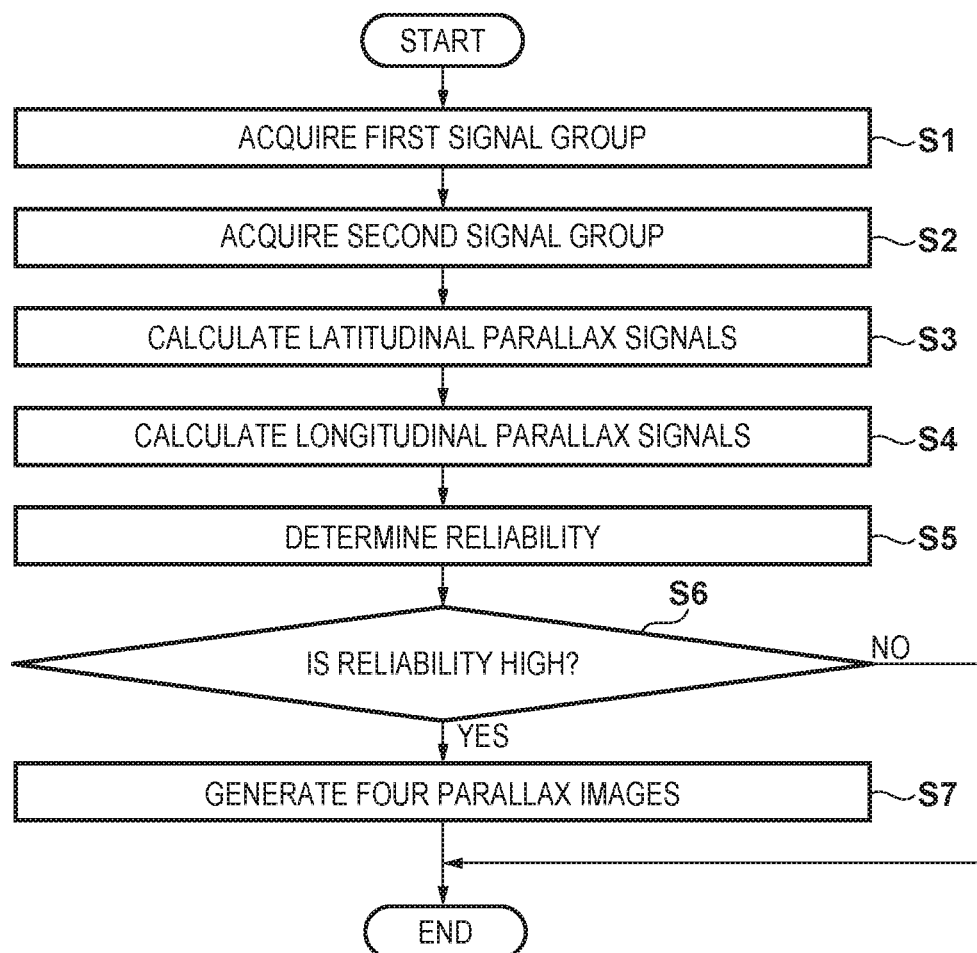 START
ACQUIRE FIRST SIGNAL GROUP
S1
ACQUIRE SECOND SIGNAL GROUP
S2
CALCULATE LATITUDINAL PARALLAX SIGNALS
S3
CALCULATE LONGITUDINAL PARALLAX SIGNALS
S4
DETERMINE RELIABILITY
S5
S6
IS RELIABILITY HIGH?
NO
YES
GENERATE FOUR PARALLAX IMAGES
S7
END